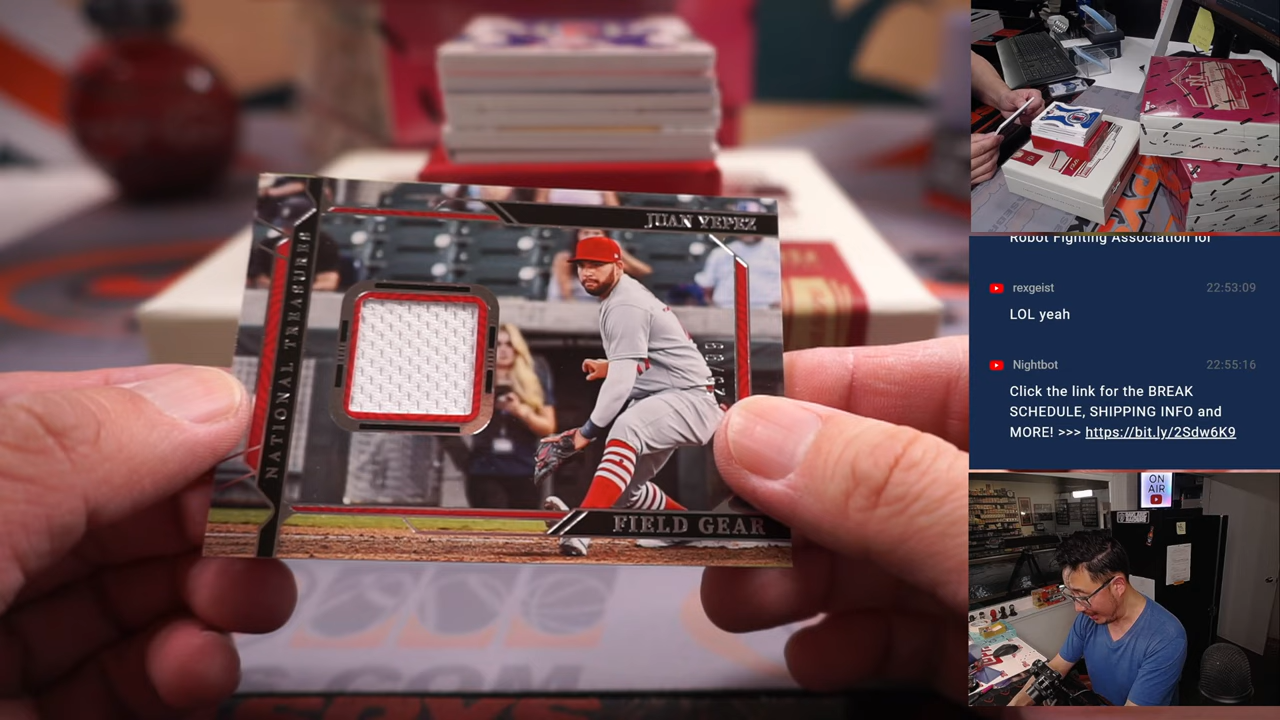 JUAN YEPEZ
NATIONAL TREASURES
FIELD GEAR
Robot Fighting Association for
rexgeist
22:53:09
LOL yeah
Nightbot
22:55:16
Click the link for the BREAK
SCHEDULE, SHIPPING INFO and
MORE! >>> https://bit.ly/2Sdw6K9
ON
AIR